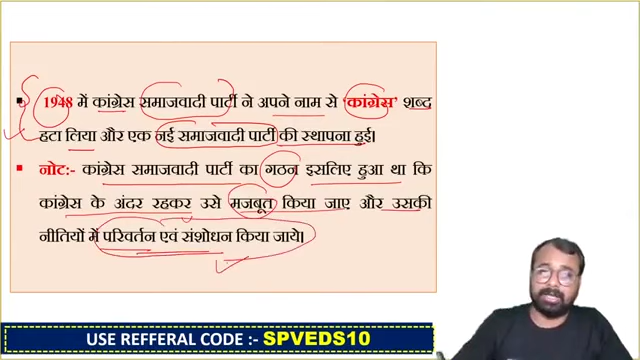 1948 में कांग्रेस समाजवादी पार्टी ने अपने नाम से 'कांग्रेस' शब्द
हटा लिया और एक नई समाजवादी पार्टी की स्थापना हुई।
नोट:- कांग्रेस समाजवादी पार्टी का गठन इसलिए हुआ था कि
कांग्रेस के अंदर रहकर उसे मजबूत किया जाए और उसकी
नीतियों में परिवर्तन एवं संशोधन किया जाये।
USE REFFERAL CODE :- SPVEDS10